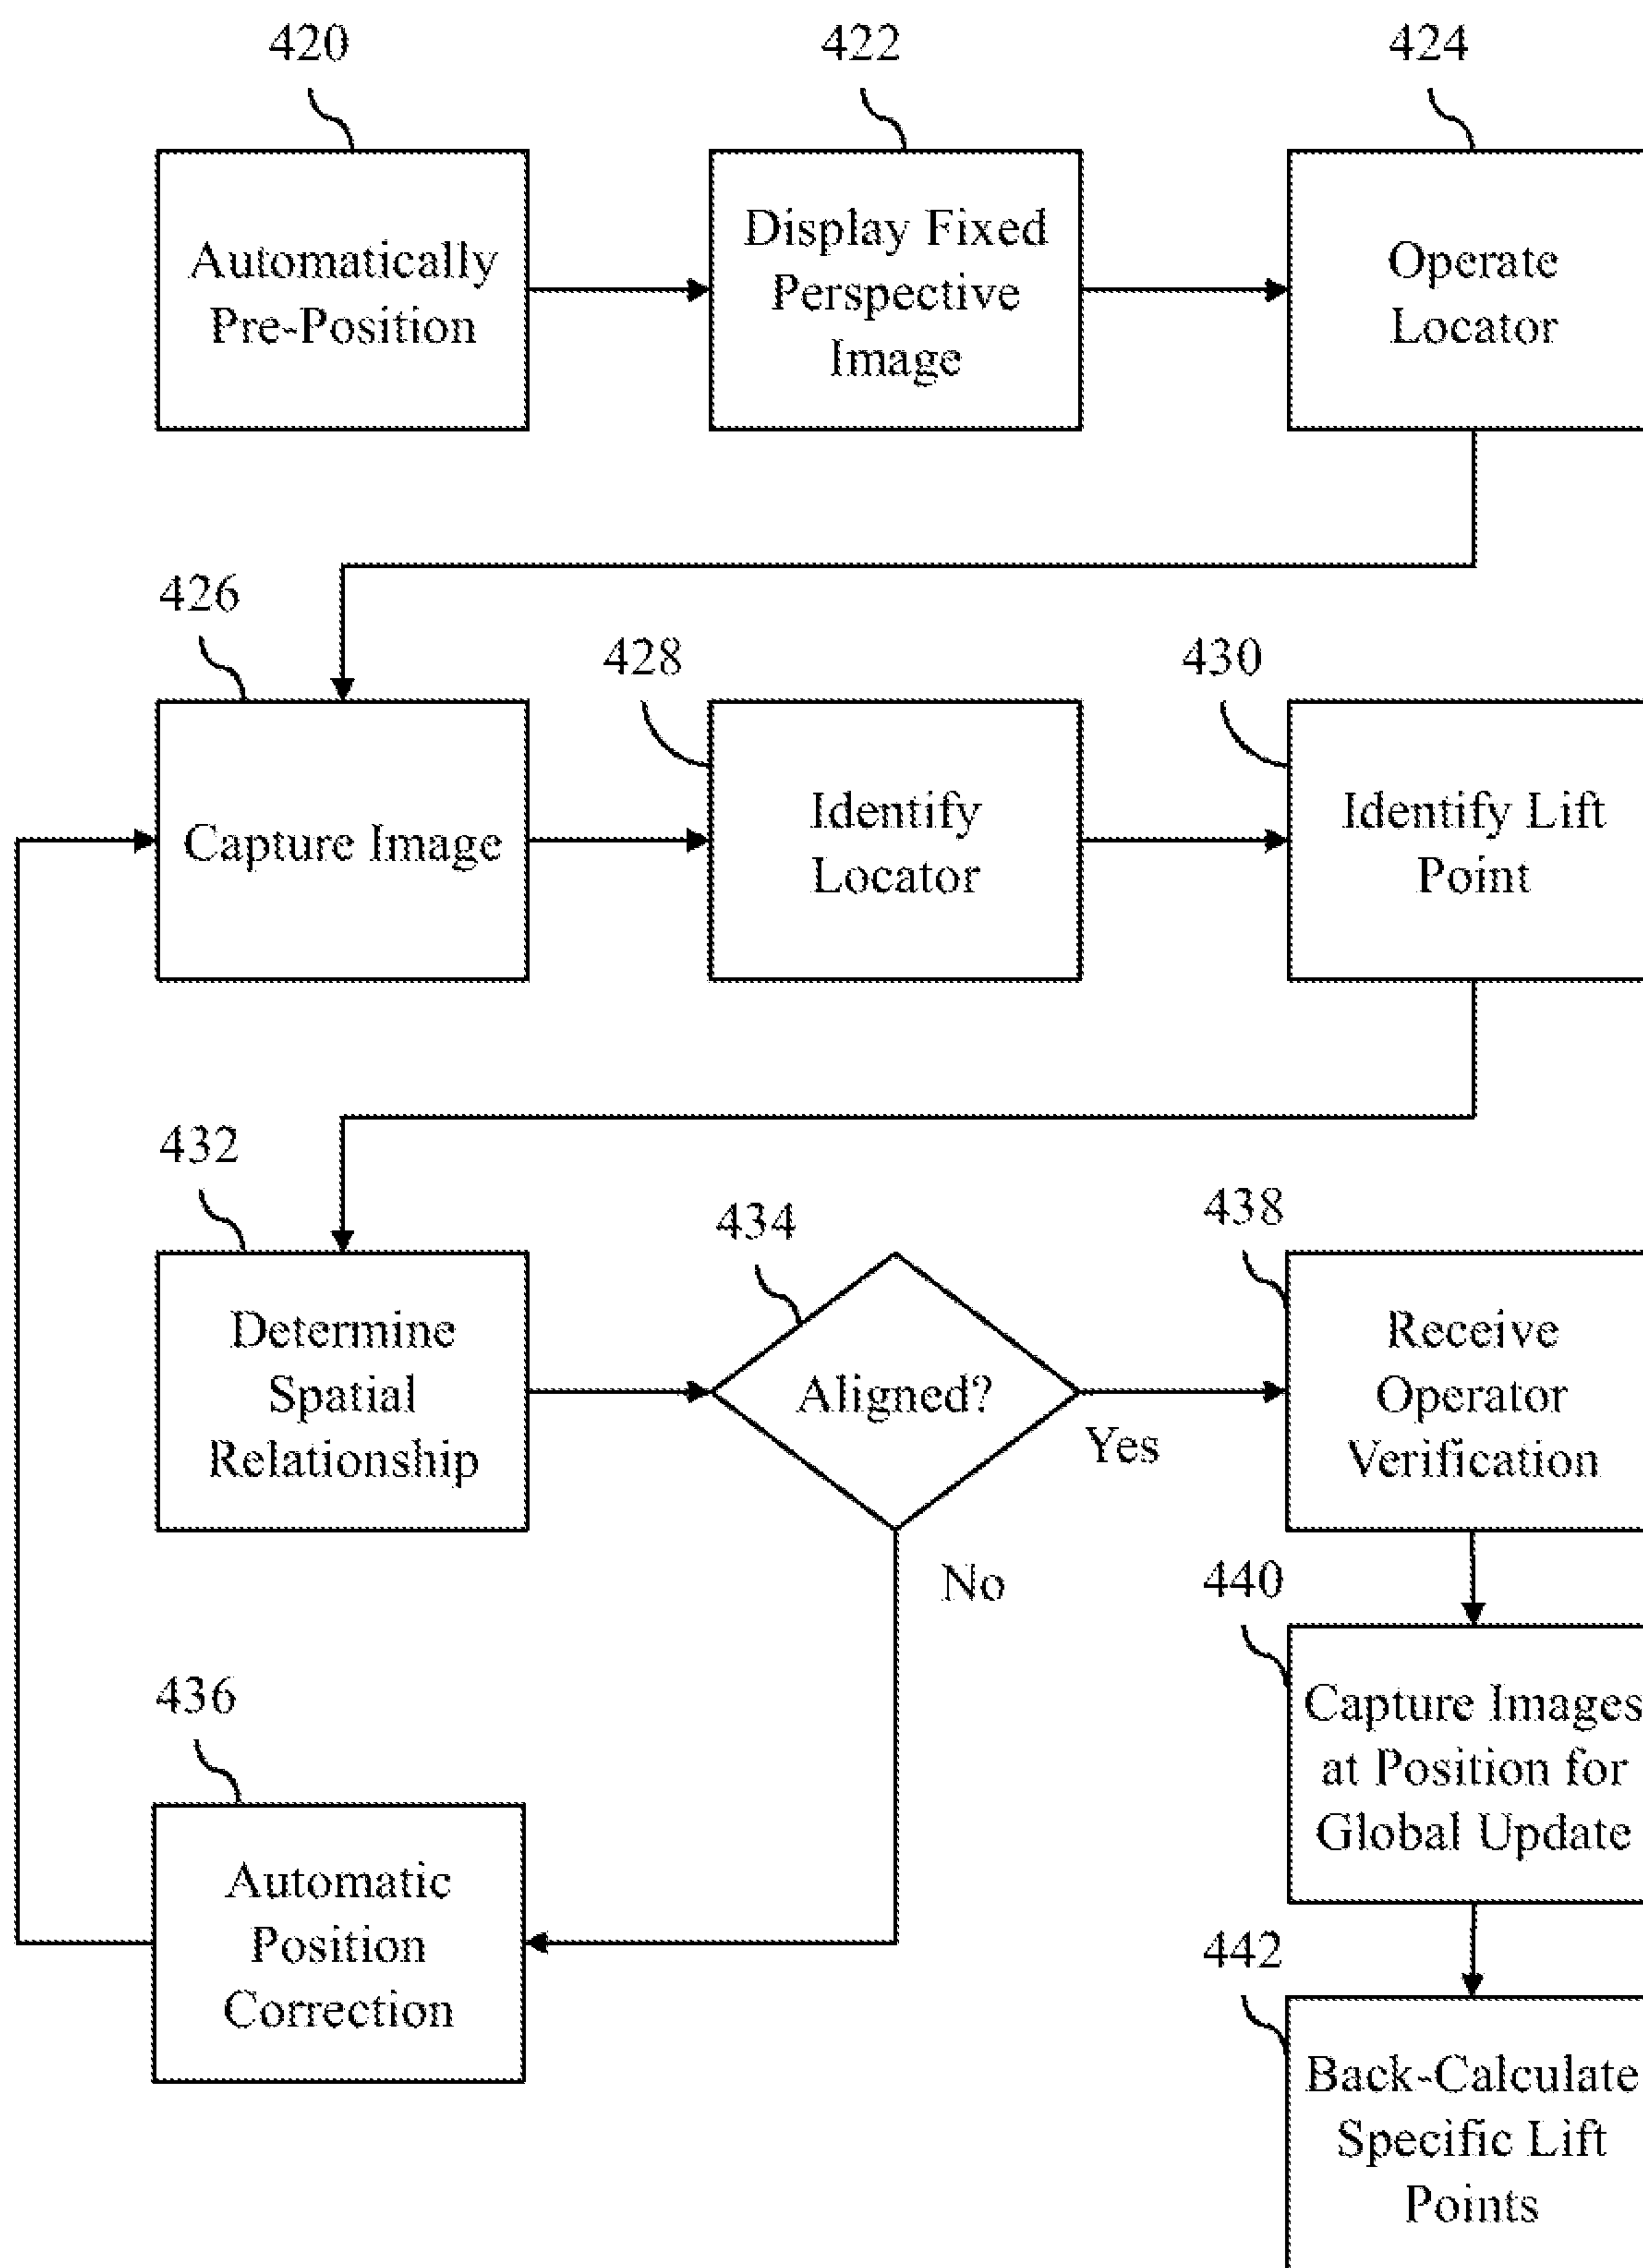 420
422
424
Automatically
Pre-Position
Display Fixed
Perspective
Image
Operate
Locator
426
428
430
Capture Image
Identify
Locator
Identify Lift
Point
432
434
438
Determine
Spatial
Relationship
Aligned?
Yes
Receive
Operator
Verification
No
440
436
Capture Images
at Position for
Global Update
Automatic
Position
Correction
442
Back-Calculate
Specific Lift
Points